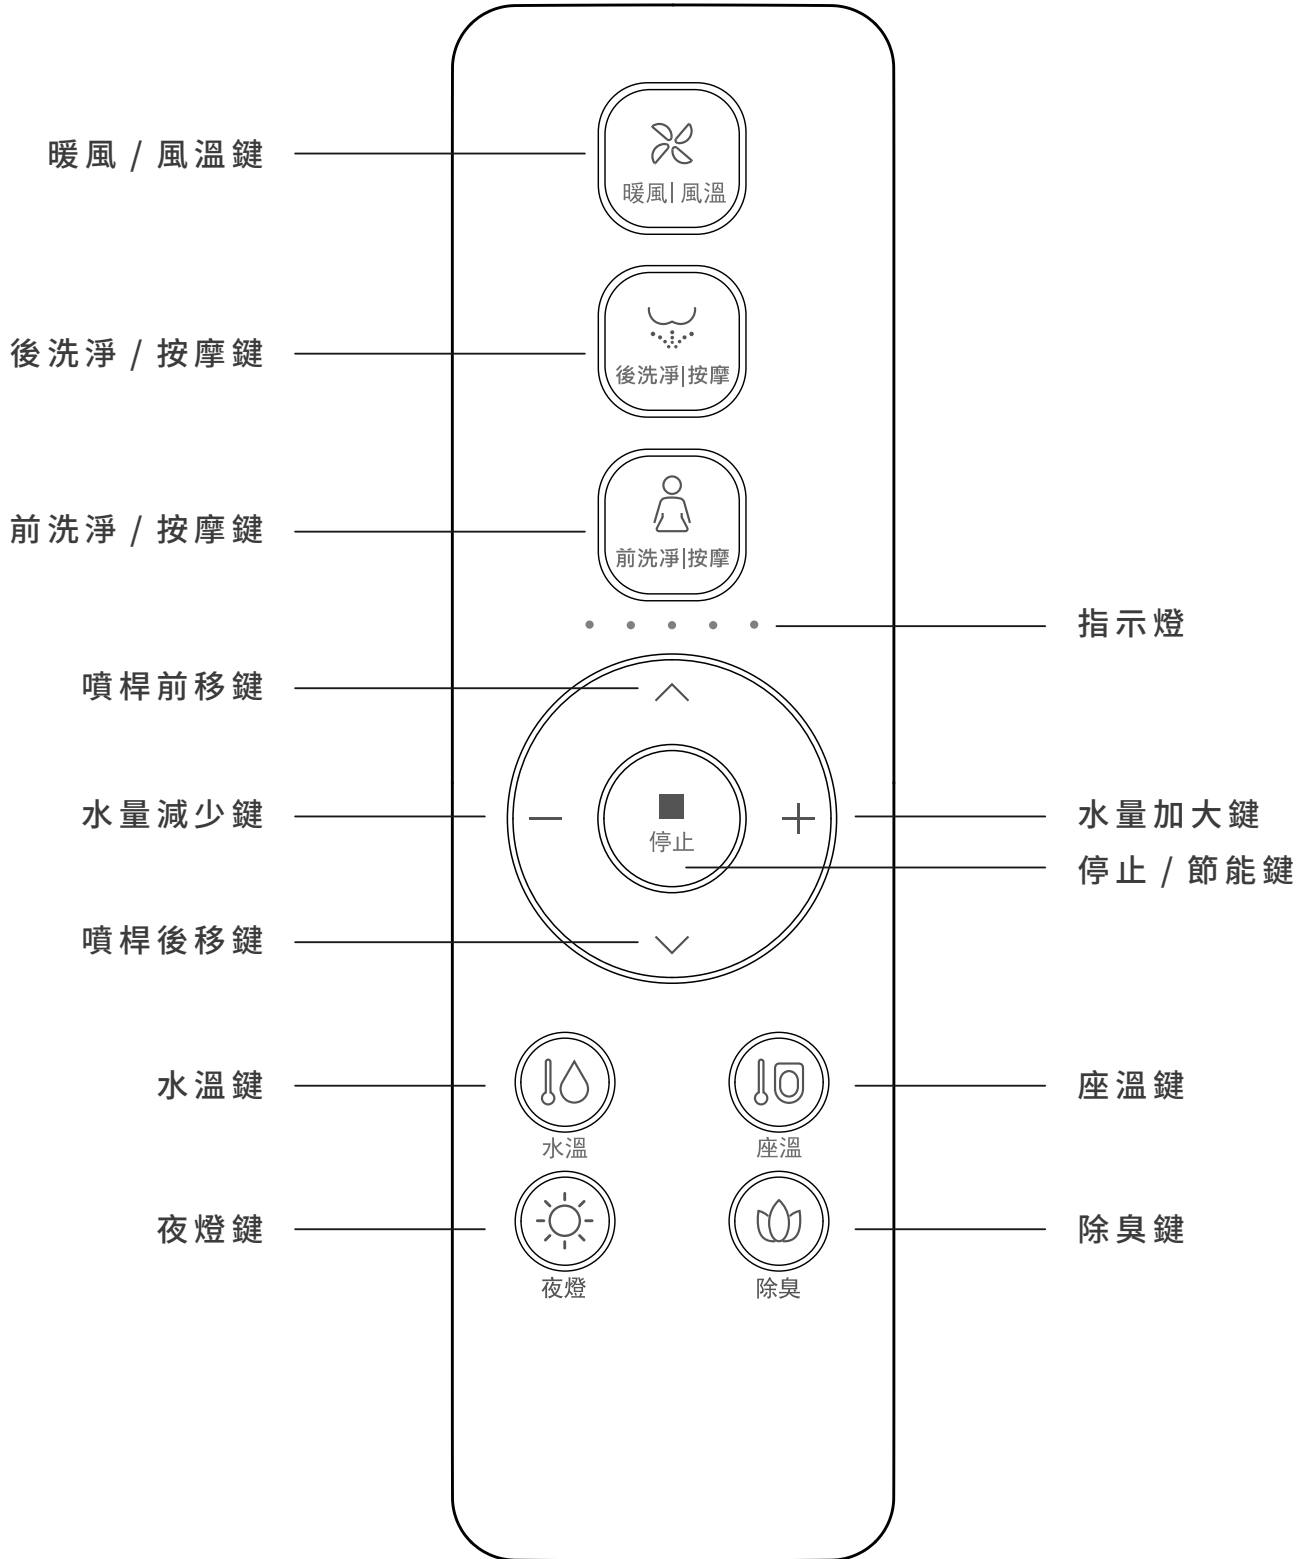 暖風 / 風溫鍵
暖風| 風溫
後洗淨 / 按摩鍵
後洗淨|按摩
前洗淨 / 按摩鍵
前洗淨|按摩
指示燈
噴桿前移鍵
水量減少鍵
停止
水量加大鍵
停止 / 節能鍵
噴桿後移鍵
水溫鍵
水溫
座溫
座溫鍵
夜燈鍵
夜燈
除臭
除臭鍵